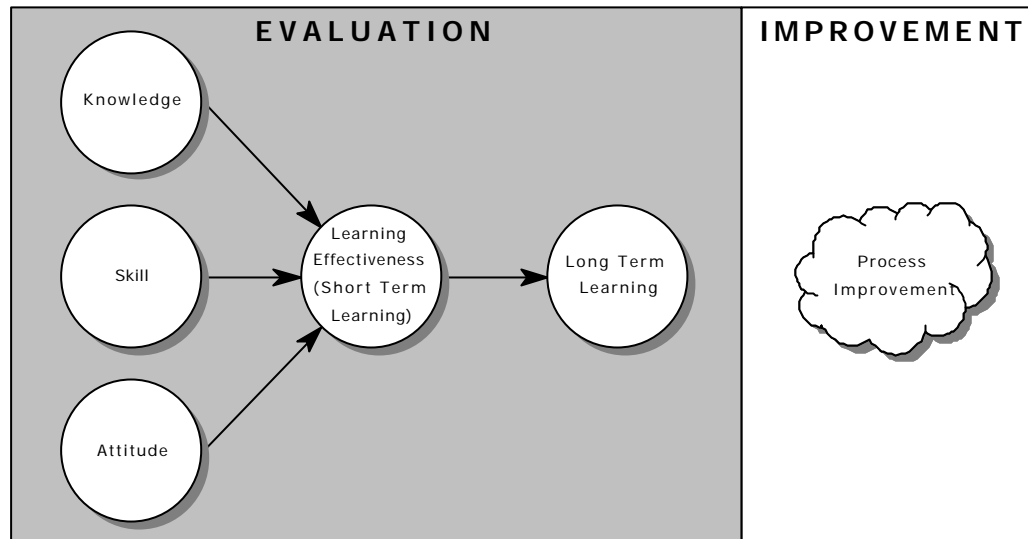 EVALUATION
IMPROVEMENT
Knowledge
Skill
Attitude
Learning
Effectiveness
(Short Term
Learning)
Long Term
Learning
Process
Improvement